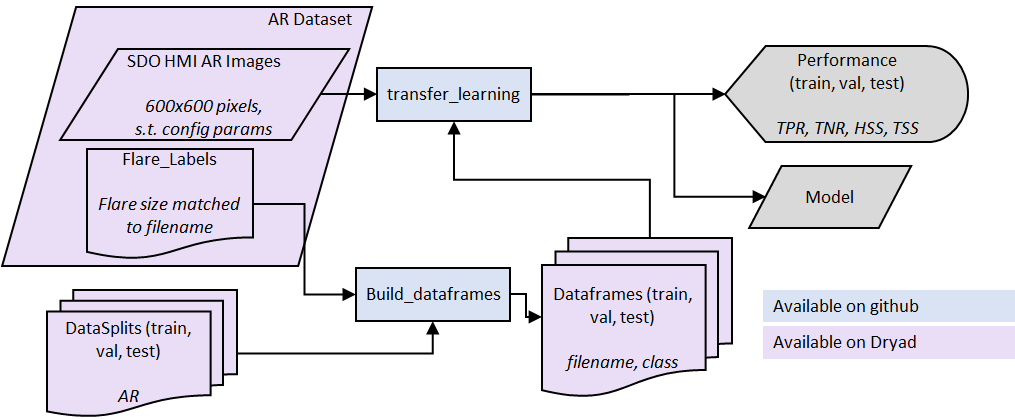 AR Dataset
SDO HMI AR Images
600x600 pixels,
s.t. config params
Flare_Labels
Flare size matched
to filename
transfer_learning
Performance
(train, val, test)
TPR, TNR, HSS, TSS
Model
Build_dataframes
Dataframes (train,
val, test)
filename, class
DataSplits (train,
val, test)
AR
Available on github
Available on Dryad